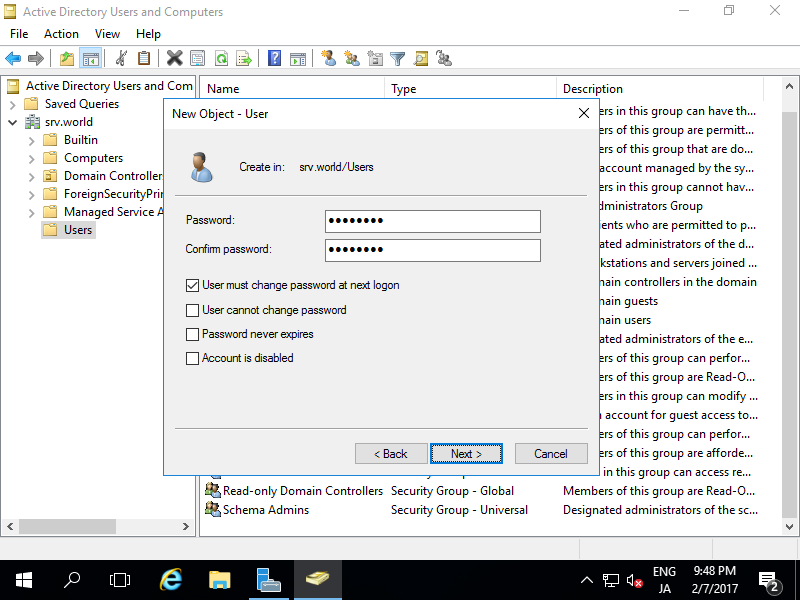 Active Directory Users and Computers
File Action View Help
Active Directory Users and Com
Saved Queries
srv.world
Builtin
Computers
Domain Controller
ForeignSecurityPri
Managed Service A
Users
Name Type Description
New Object - User
Create in: srv.world/Users
Password:
Confirm password:
User must change password at next logon
User cannot change password
Password never expires
Account is disabled
< Back Next > Cancel
ers in this group can have th...
ers of this group are permitt...
ers of this group that are do...
account managed by the sy...
ers in this group cannot hav...
dministrators Group
ients who are permitted to p...
ated administrators of the d...
kstations and servers joined ...
main controllers in the domain
main guests
main users
ated administrators of the e...
ers of this group can perfor...
ers of this group are Read-O...
ers in this group can modify ...
account for guest access to...
ers of this group can perfor...
ers of this group are afforde...
in this group can access re...
Read-only Domain Controllers Security Group - Global Members of this group are Read-O...
Schema Admins Security Group - Universal Designated administrators of the sc...
ENG
JA
9:48 PM
2/7/2017
2